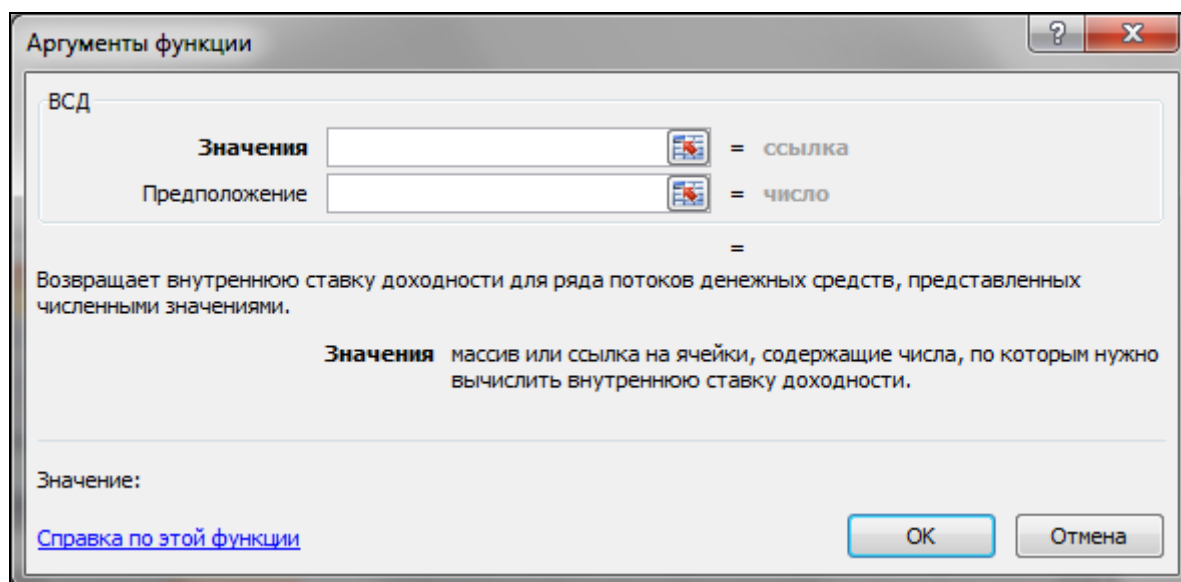 Аргументы функции
ВСД
Значения = ссылка
Предположение = число
=
Возвращает внутреннюю ставку доходности для ряда потоков денежных средств, представленных
численными значениями.
Значения массив или ссылка на ячейки, содержащие числа, по которым нужно
вычислить внутреннюю ставку доходности.
Значение:
Справка по этой функции
ОК
Отмена